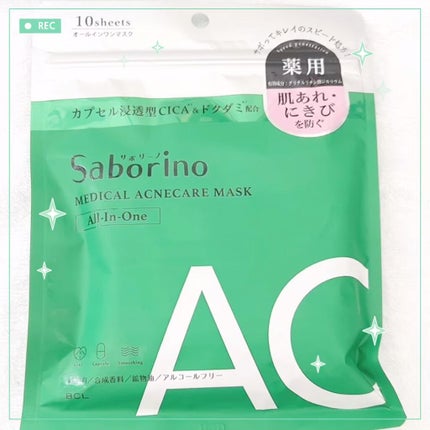 REC
10sheets
オールインワンマスク
薬用
肌あれ・
にきび
を防ぐ
カプセル浸透型CICA&ドクダミ配合
サボリーノ
Saborino
MEDICAL ACNECARE MASK
All-In-One
AC
Capsule
Smoothing
合成香料/鉱物油/アルコールフリー
BCL